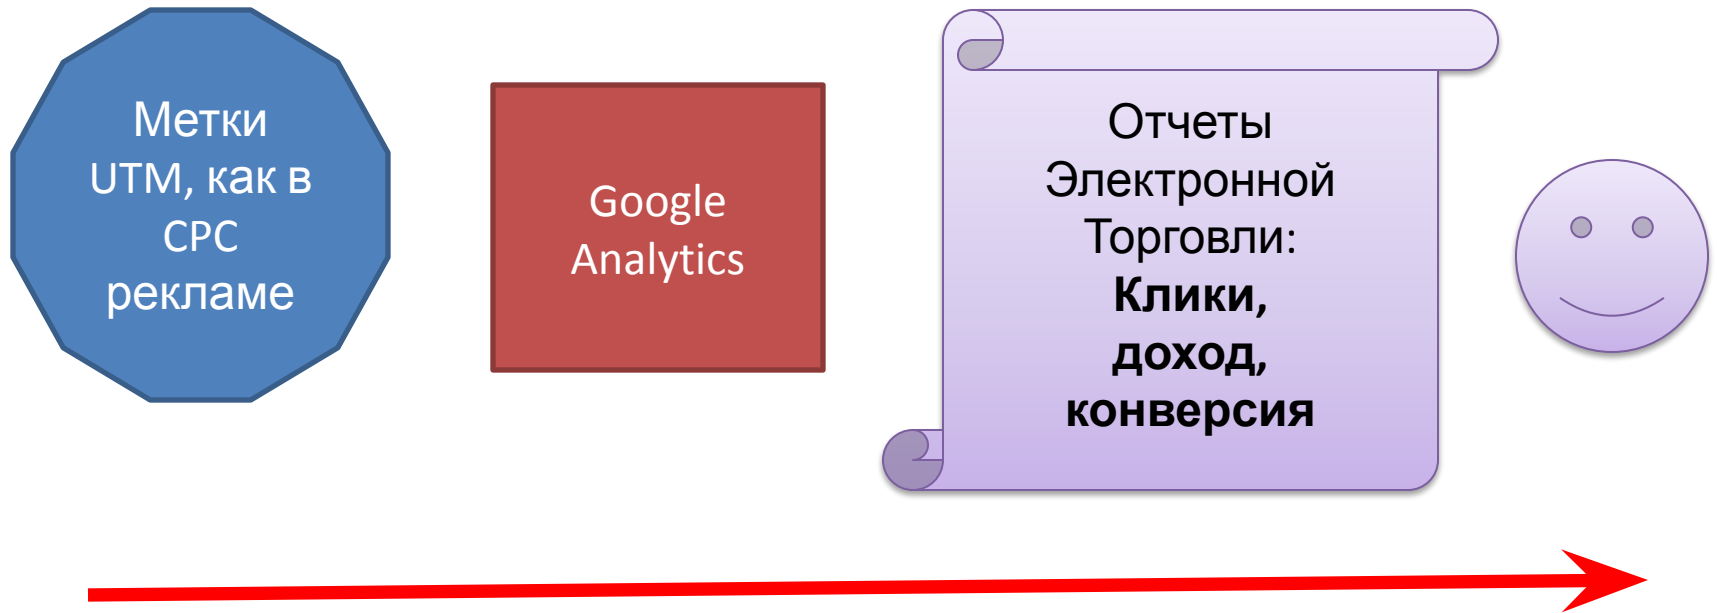 Метки
UTM, как в
CPC
рекламе
Google
Analytics
Отчеты
Электронной
Торговли:
Клики,
доход,
конверсия